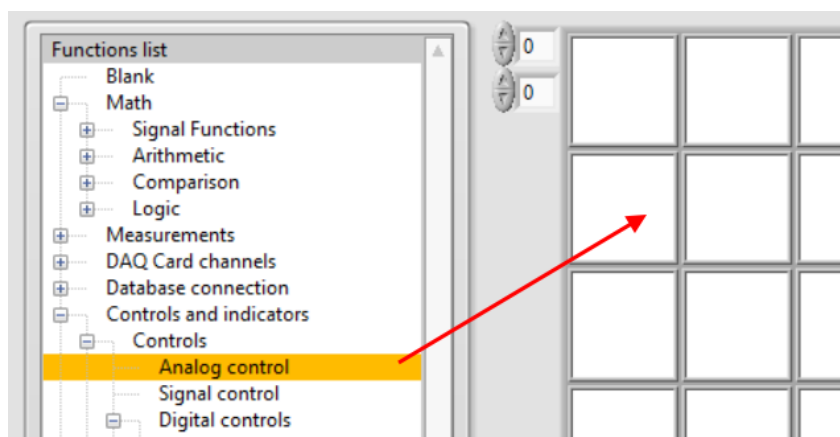 Functions list
Blank
Math
Signal Functions
Arithmetic
Comparison
Logic
Measurements
DAQ Card channels
Database connection
Controls and indicators
Controls
Analog control
Signal control
Digital controls
0
0